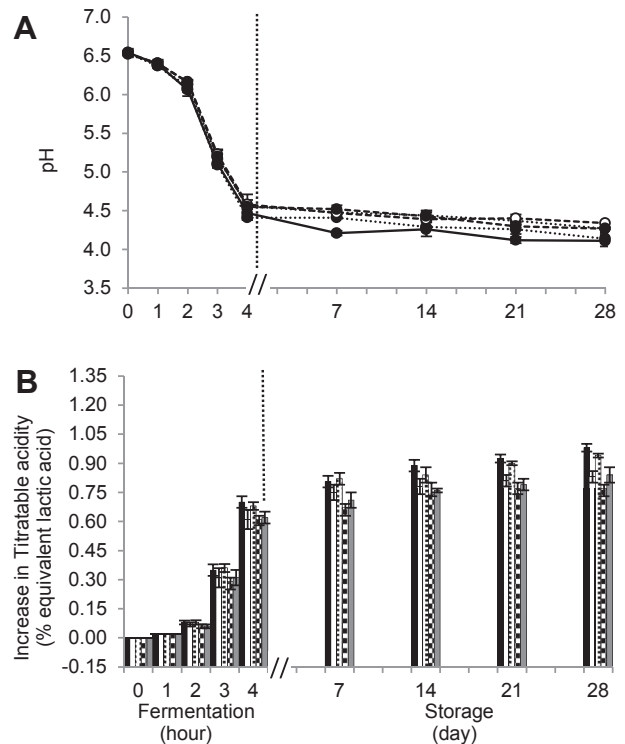 A
7.0
6.5
6.0
5.5
5.0
4.5
4.0
3.5
pH
0 1 2 3 4 // 7 14 21 28
B
1.35
1.20
1.05
0.90
0.75
0.60
0.45
0.30
0.15
0.00
-0.15
Increase in Titratable acidity
(% equivalent lactic acid)
0 1 2 3 4 // 7 14 21 28
Fermentation Storage
(hour) (day)